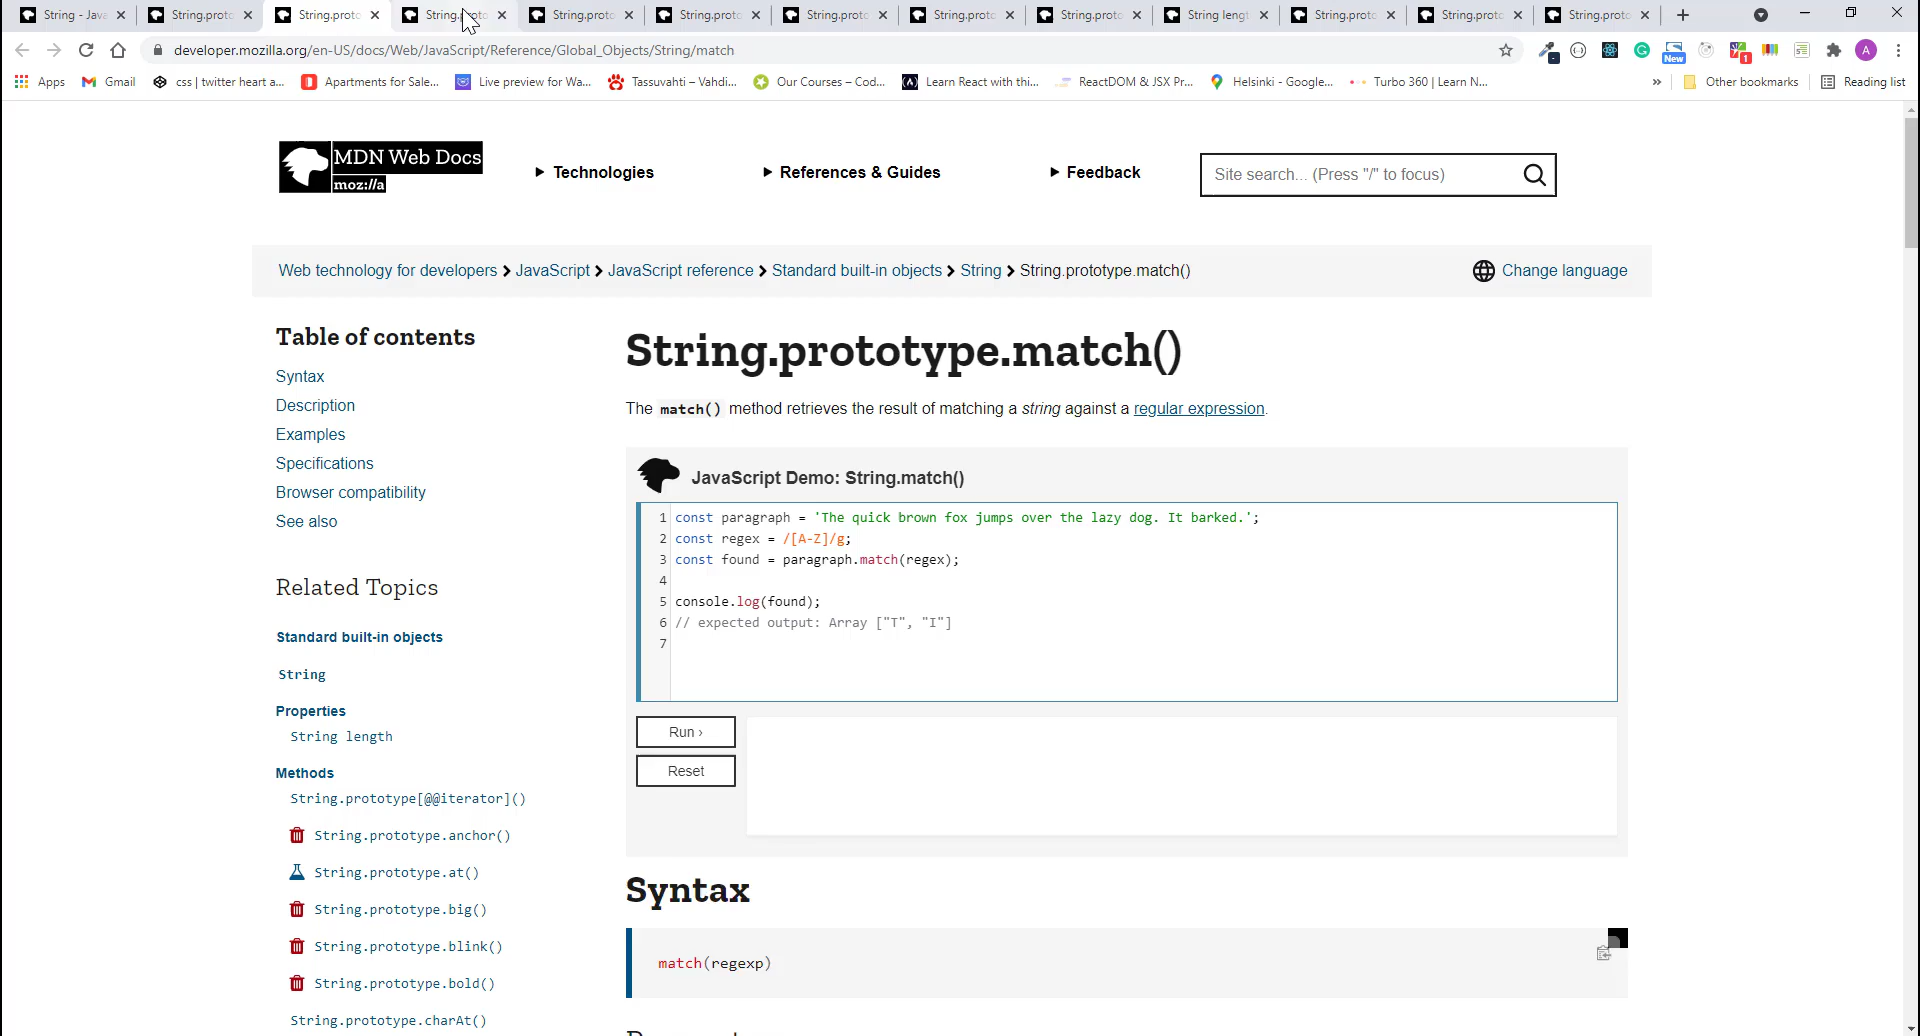 String - Java
String.proto
String.proto
String.proto
String.proto
String.proto
String.proto
String.proto
String.proto
String lengt
String.proto
String.proto
String.proto
developer.mozilla.org/en-US/docs/Web/JavaScript/Reference/Global_Objects/String/match
New
1
A
Apps
Gmail
css | twitter heart a...
Apartments for Sale...
Live preview for Wa...
Tassuvahti – Vahdi...
Our Courses – Cod...
Learn React with thi...
ReactDOM & JSX Pr...
Helsinki - Google...
Turbo 360 | Learn N...
»
Other bookmarks
Reading list
MDN Web Docs
moz://a
Technologies
References & Guides
Feedback
Site search... (Press "/" to focus)
Web technology for developers > JavaScript > JavaScript reference > Standard built-in objects > String > String.prototype.match()
Change language
Table of contents
Syntax
Description
Examples
Specifications
Browser compatibility
See also
Related Topics
Standard built-in objects
String
Properties
String length
Methods
String.prototype[@@iterator]()
String.prototype.anchor()
String.prototype.at()
String.prototype.big()
String.prototype.blink()
String.prototype.bold()
String.prototype.charAt()
String.prototype.match()
The match() method retrieves the result of matching a string against a regular expression.
JavaScript Demo: String.match()
1 const paragraph = 'The quick brown fox jumps over the lazy dog. It barked.';
2 const regex = /[A-Z]/g;
3 const found = paragraph.match(regex);
4
5 console.log(found);
6 // expected output: Array ["T", "I"]
7
Run ›
Reset
Syntax
match(regexp)